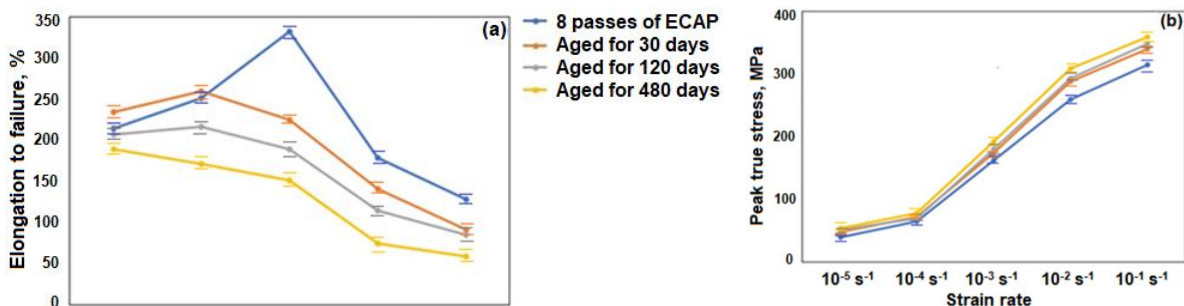 (a)
Elongation to failure, %
350
300
250
200
150
100
50
0
8 passes of ECAP
Aged for 30 days
Aged for 120 days
Aged for 480 days
(b)
Peak true stress, MPa
400
300
200
100
0
10⁻⁵ s⁻¹ 10⁻⁴ s⁻¹ 10⁻³ s⁻¹ 10⁻² s⁻¹ 10⁻¹ s⁻¹
Strain rate